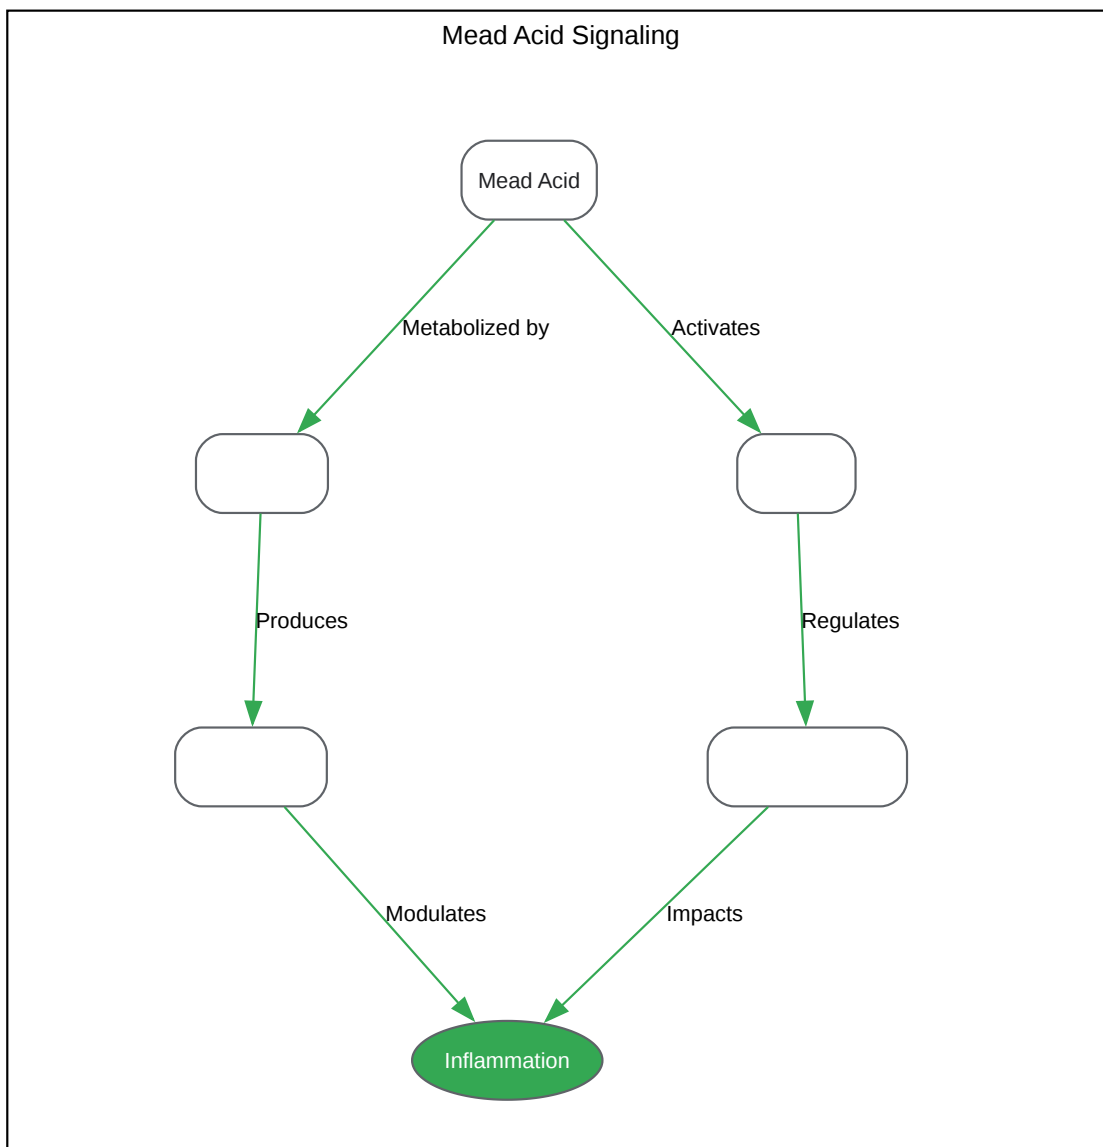 Mead Acid Signaling
Mead Acid
Metabolized by
Activates
Produces
Regulates
Modulates
Impacts
Inflammation